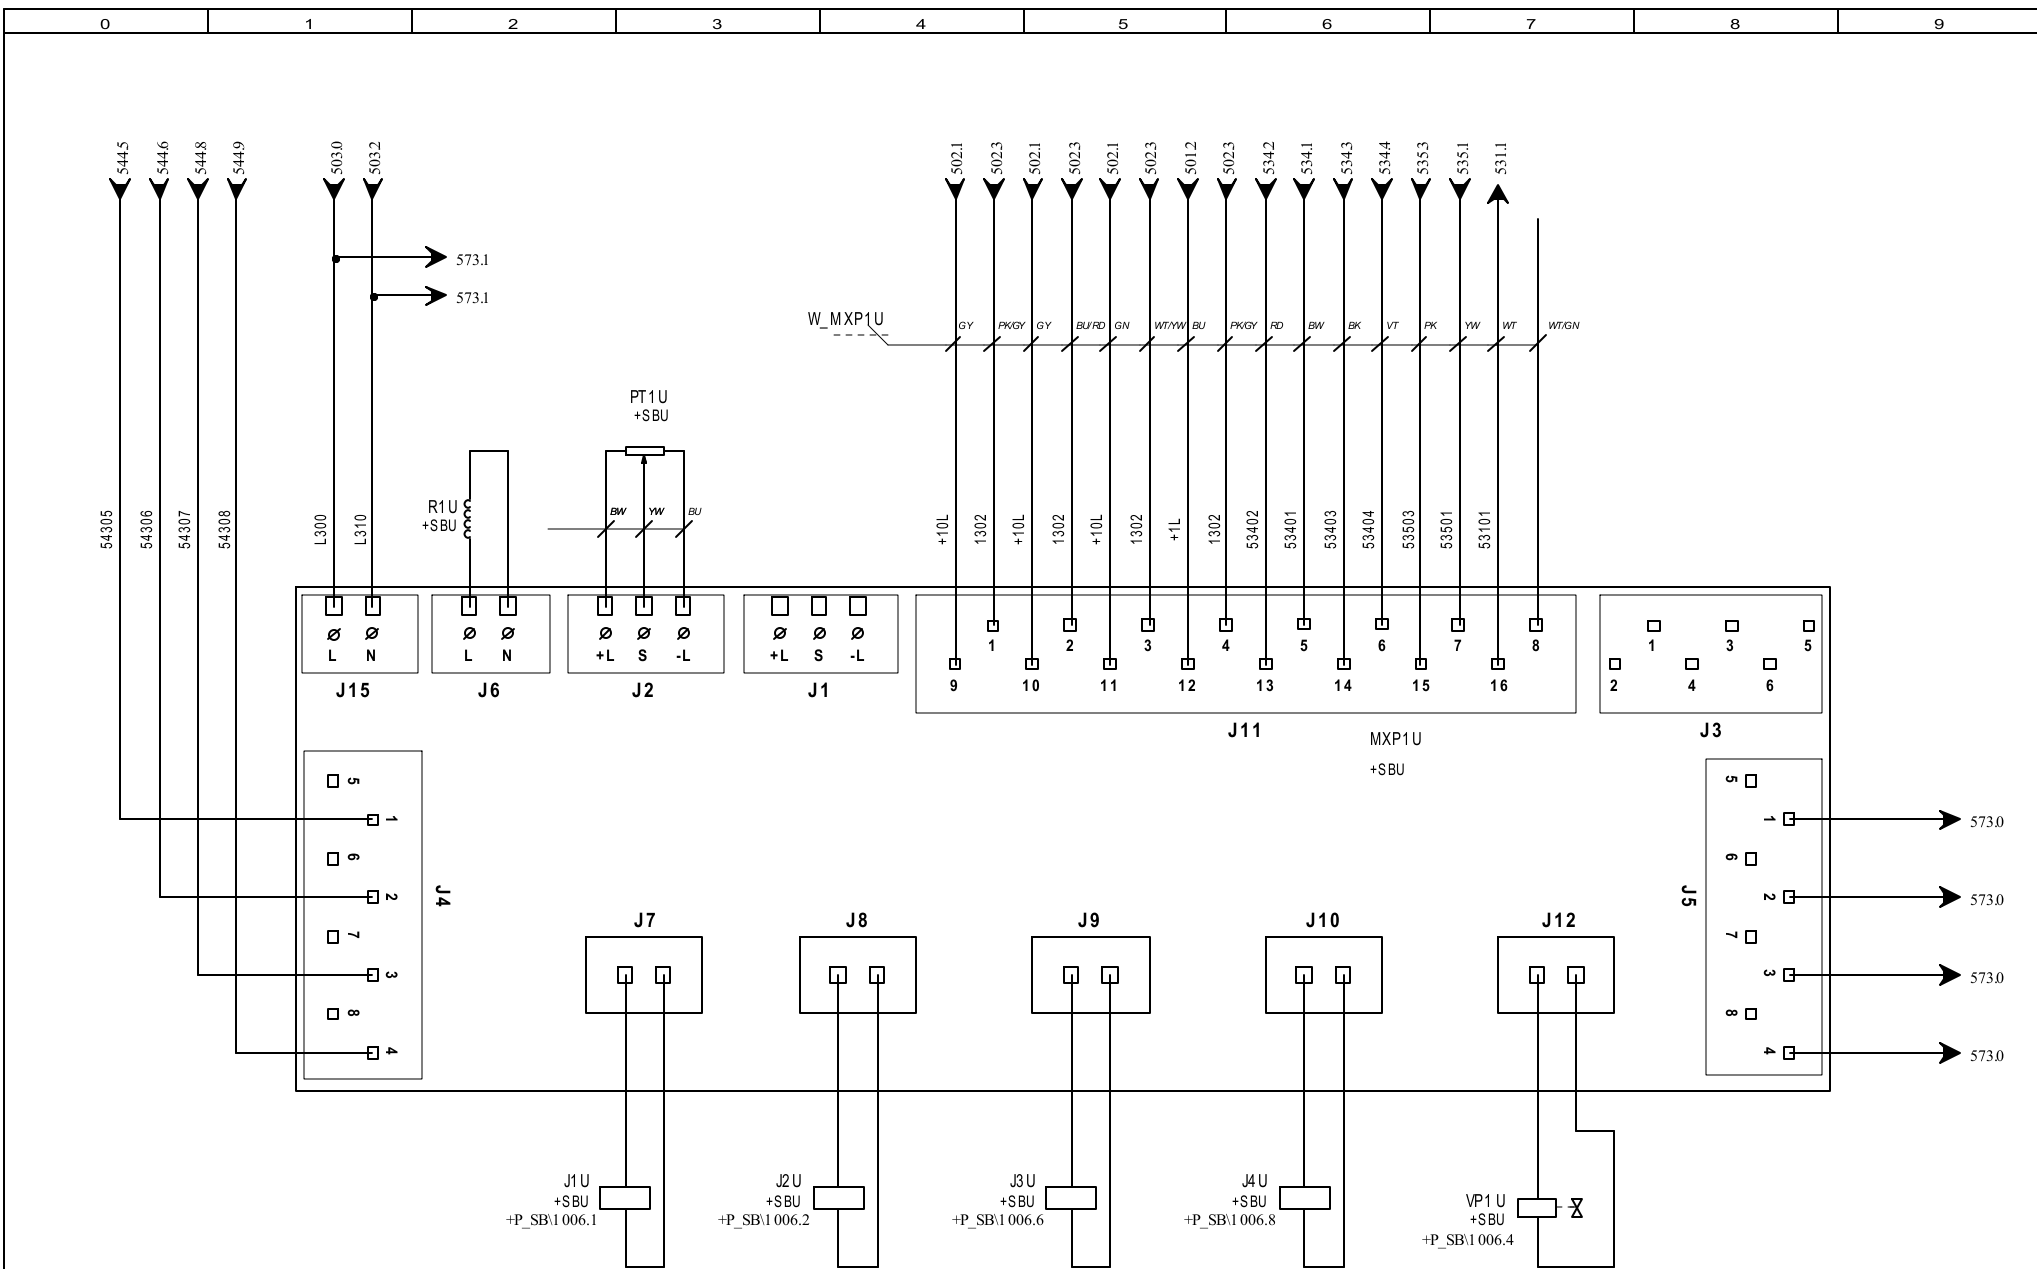 0 1 2 3 4 5 6 7 8 9
544.5 544.6 544.8 544.9 503.0 503.2 502.1 502.3 502.1 502.3 502.1 502.3 501.2 502.3 534.2 534.1 534.3 534.4 535.3 535.1 531.1
573.1
573.1
W_MXP1U GY PK/GY GY BU/RD GN WT/YW BU PK/GY RD BW BK VT PK YW WT WT/GN
PT1U
+SBU
R1U
+SBU
BW YW BU
54305 54306 54307 54308 L300 L310 +10L 1302 +10L 1302 +10L 1302 +1L 1302 53402 53401 53403 53404 53503 53501 53101
L N L N +L S -L +L S -L
1 2 3 4 5 6 7 8 1 3 5
9 10 11 12 13 14 15 16 2 4 6
J15 J6 J2 J1 J11 J3
MXP1U
+SBU
5 5
1 1 573.0
6 6
J4 J5
2 2 573.0
7 7
3 3 573.0
8 8
4 4 573.0
J7 J8 J9 J10 J12
J1U
+SBU
+P_SB\1006.1
J2U
+SBU
+P_SB\1006.2
J3U
+SBU
+P_SB\1006.6
J4U
+SBU
+P_SB\1006.8
VP1U
+SBU
+P_SB\1006.4